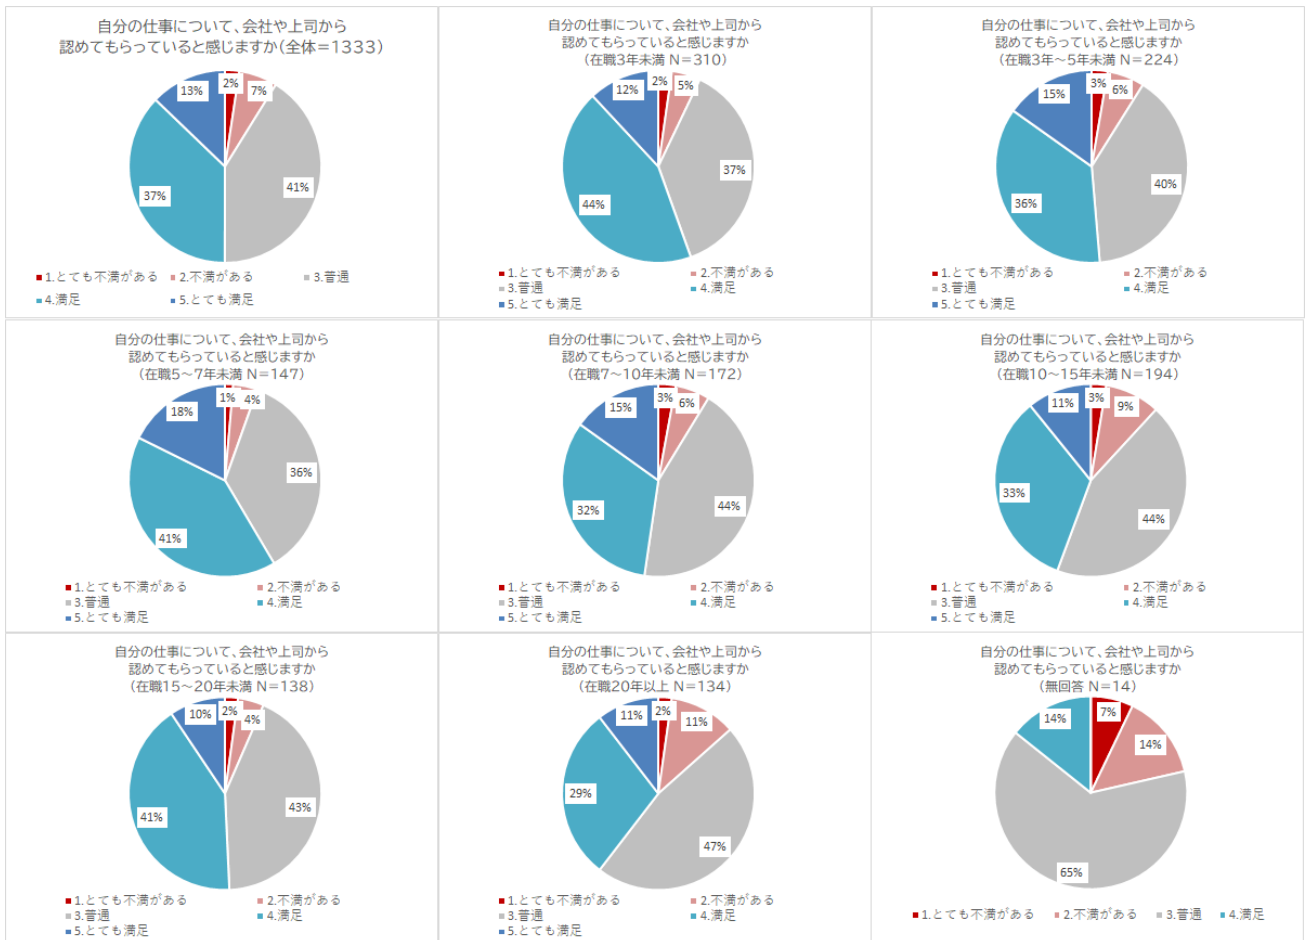 自分の仕事について、会社や上司から
認めてもらっていると感じますか(全体＝1333)
2%
7%
41%
37%
13%
1.とても不満がある 2.不満がある 3.普通
4.満足 5.とても満足
自分の仕事について、会社や上司から
認めてもらっていると感じますか
(在職3年未満 N＝310)
2%
5%
37%
44%
12%
1.とても不満がある 2.不満がある
3.普通 4.満足
5.とても満足
自分の仕事について、会社や上司から
認めてもらっていると感じますか
(在職3年～5年未満 N＝224)
3%
6%
40%
36%
15%
1.とても不満がある 2.不満がある
3.普通 4.満足
5.とても満足
自分の仕事について、会社や上司から
認めてもらっていると感じますか
(在職5～7年未満 N＝147)
1%
4%
36%
41%
18%
1.とても不満がある 2.不満がある
3.普通 4.満足
5.とても満足
自分の仕事について、会社や上司から
認めてもらっていると感じますか
(在職7～10年未満 N＝172)
3%
6%
44%
32%
15%
1.とても不満がある 2.不満がある
3.普通 4.満足
5.とても満足
自分の仕事について、会社や上司から
認めてもらっていると感じますか
(在職10～15年未満 N＝194)
3%
9%
44%
33%
11%
1.とても不満がある 2.不満がある
3.普通 4.満足
5.とても満足
自分の仕事について、会社や上司から
認めてもらっていると感じますか
(在職15～20年未満 N＝138)
2%
4%
43%
41%
10%
1.とても不満がある 2.不満がある
3.普通 4.満足
5.とても満足
自分の仕事について、会社や上司から
認めてもらっていると感じますか
(在職20年以上 N＝134)
2%
11%
47%
29%
11%
1.とても不満がある 2.不満がある
3.普通 4.満足
5.とても満足
自分の仕事について、会社や上司から
認めてもらっていると感じますか
(無回答 N＝14)
7%
14%
65%
14%
1.とても不満がある 2.不満がある 3.普通 4.満足